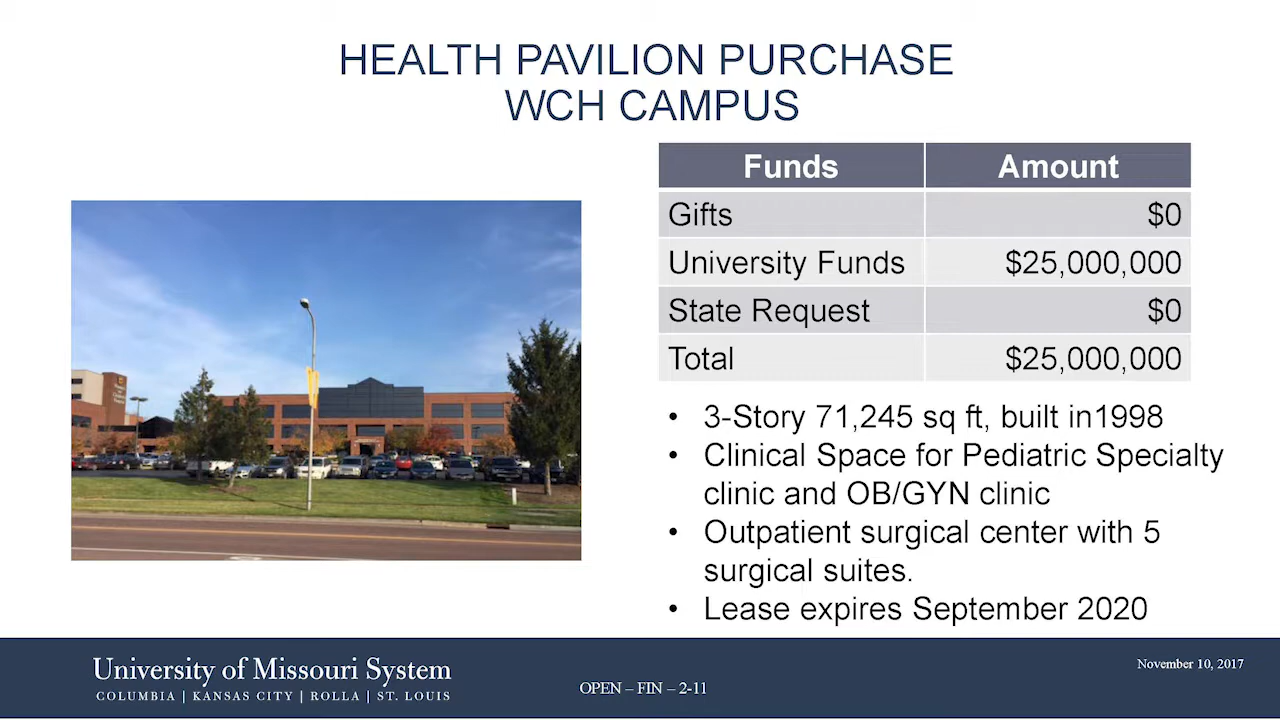 HEALTH PAVILION PURCHASE
WCH CAMPUS
Funds Amount
Gifts $0
University Funds $25,000,000
State Request $0
Total $25,000,000
• 3-Story 71,245 sq ft, built in1998
• Clinical Space for Pediatric Specialty
clinic and OB/GYN clinic
• Outpatient surgical center with 5
surgical suites.
• Lease expires September 2020
University of Missouri System
COLUMBIA | KANSAS CITY | ROLLA | ST. LOUIS
OPEN – FIN – 2-11
November 10, 2017